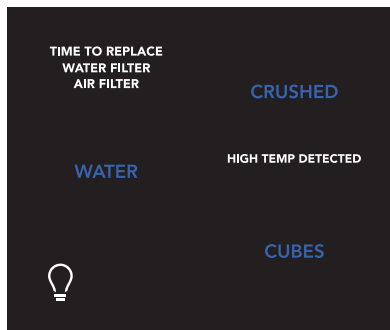 TIME TO REPLACE
WATER FILTER
AIR FILTER
CRUSHED
WATER
HIGH TEMP DETECTED
CUBES